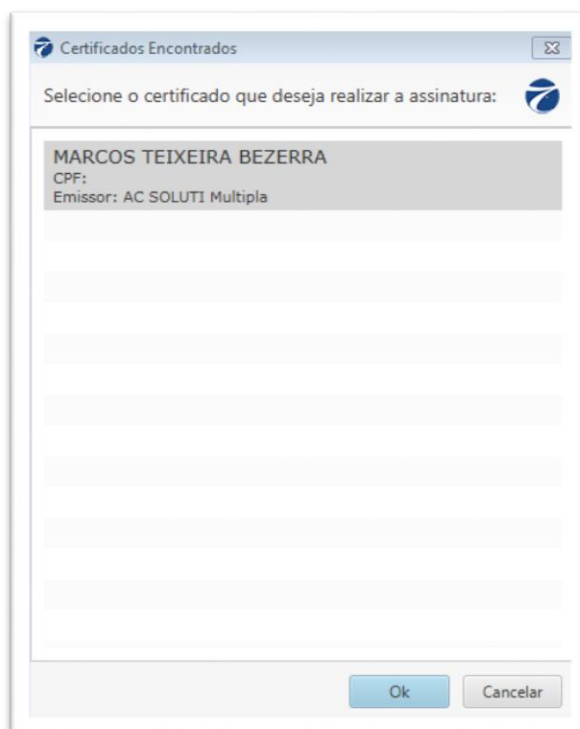 Certificados Encontrados
Selecione o certificado que deseja realizar a assinatura:
MARCOS TEIXEIRA BEZERRA
CPF:
Emissor: AC SOLUTI Multipla
Ok Cancelar